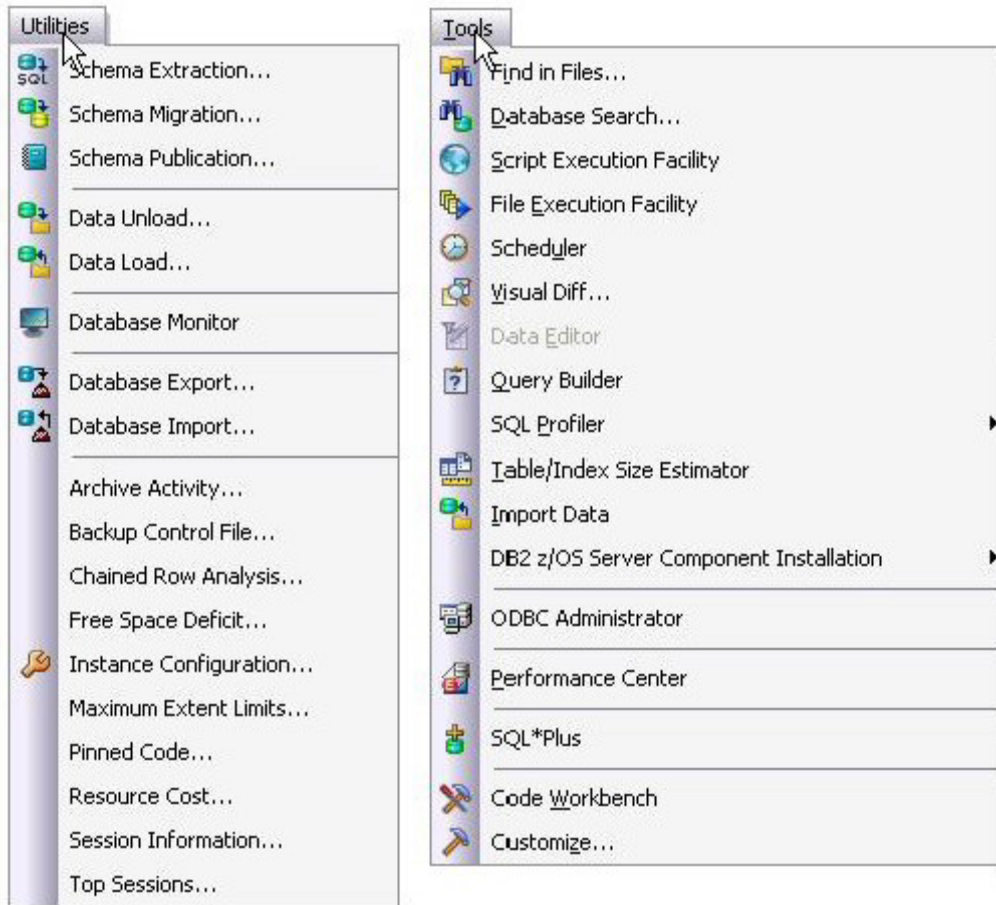 Utilities
SQL
Schema Extraction...
Schema Migration...
Schema Publication...
Data Unload...
Data Load...
Database Monitor
Database Export...
Database Import...
Archive Activity...
Backup Control File...
Chained Row Analysis...
Free Space Deficit...
Instance Configuration...
Maximum Extent Limits...
Pinned Code...
Resource Cost...
Session Information...
Top Sessions...
Tools
Find in Files...
Database Search...
Script Execution Facility
File Execution Facility
Scheduler
Visual Diff...
Data Editor
Query Builder
SQL Profiler
Table/Index Size Estimator
Import Data
DB2 z/OS Server Component Installation
ODBC Administrator
Performance Center
SQL*Plus
Code Workbench
Customize...